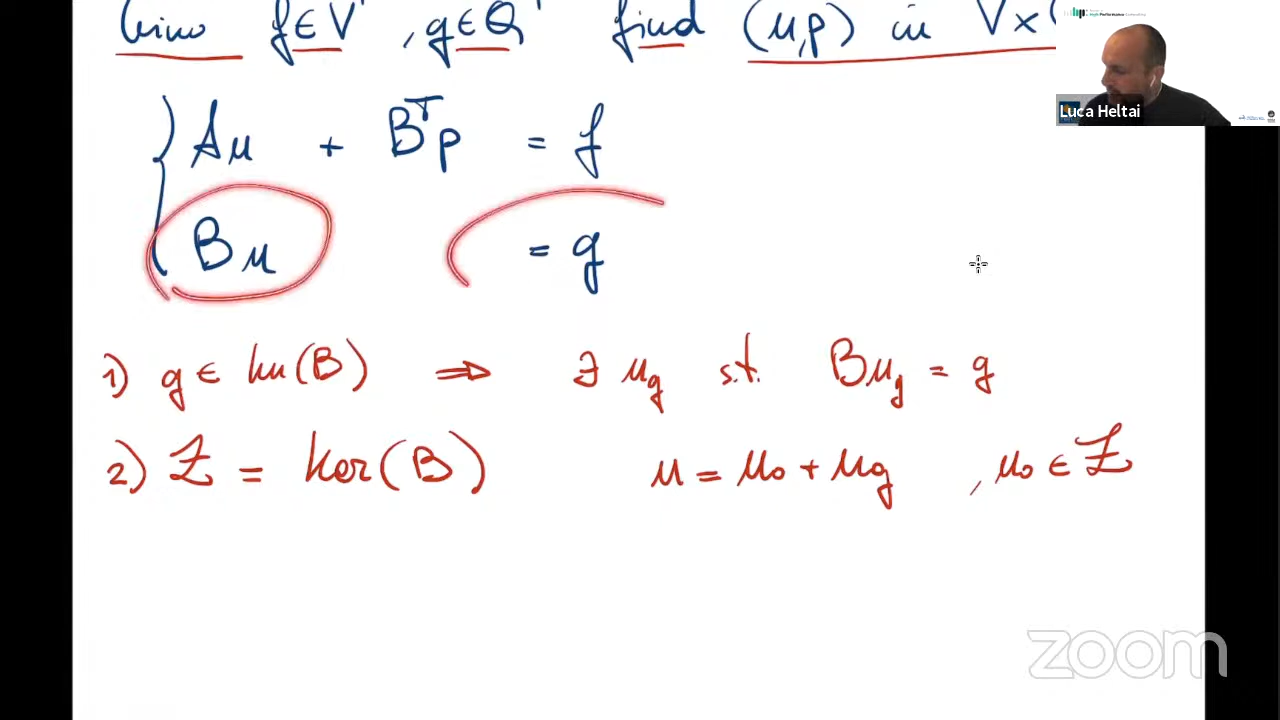 Given f ∈ V' , g ∈ Q' find (u,p) in V×
Au + Bᵀp = f
Bu = g
1) g ∈ Im(B) ⟹ ∃ u_g s.t. Bu_g = g
2) Z = ker(B) u = u₀ + u_g , u₀ ∈ Z
Luca Heltai
zoom